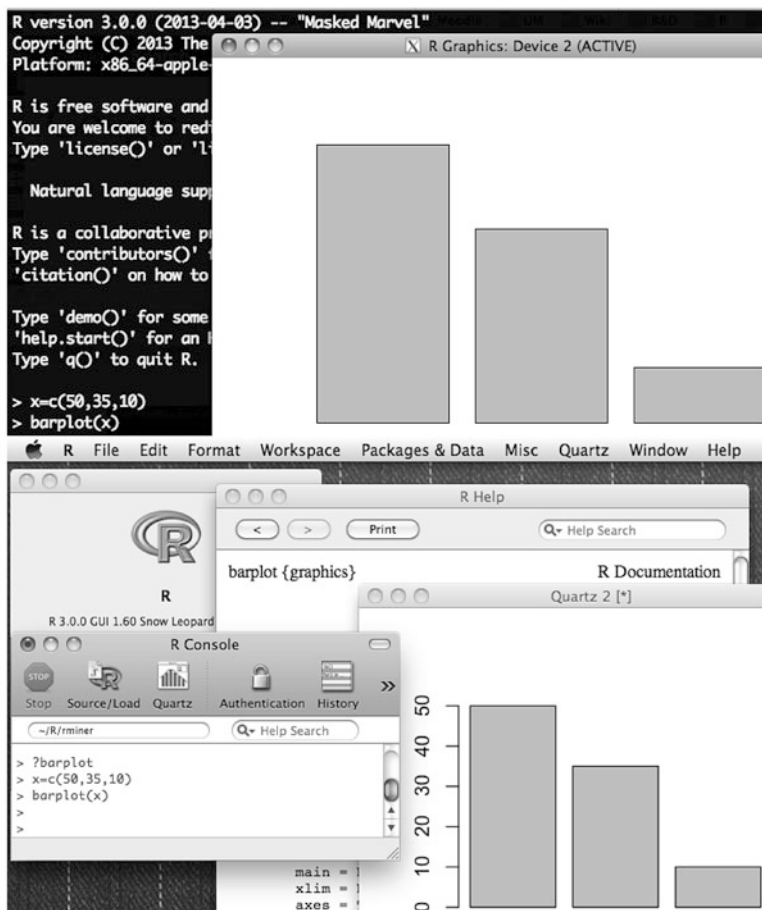 R version 3.0.0 (2013-04-03) -- "Masked Marvel"
Copyright (C) 2013 The
Platform: x86_64-apple-
R is free software and
You are welcome to redi
Type 'license()' or 'li
Natural language supp
R is a collaborative pr
Type 'contributors()'
'citation()' on how to
Type 'demo()' for some
'help.start()' for an H
Type 'q()' to quit R.
> x=c(50,35,10)
> barplot(x)
X R Graphics: Device 2 (ACTIVE)
R File Edit Format Workspace Packages & Data Misc Quartz Window Help
R
R
R 3.0.0 GUI 1.60 Snow Leopard
R Help
< > Print Help Search
barplot {graphics} R Documentation
Quartz 2 [*]
R Console
STOP
Stop Source/Load Quartz Authentication History »
~/R/rminer Help Search
> ?barplot
> x=c(50,35,10)
> barplot(x)
>
>
main =
xlim =
axes =
50
40
30
20
10
0